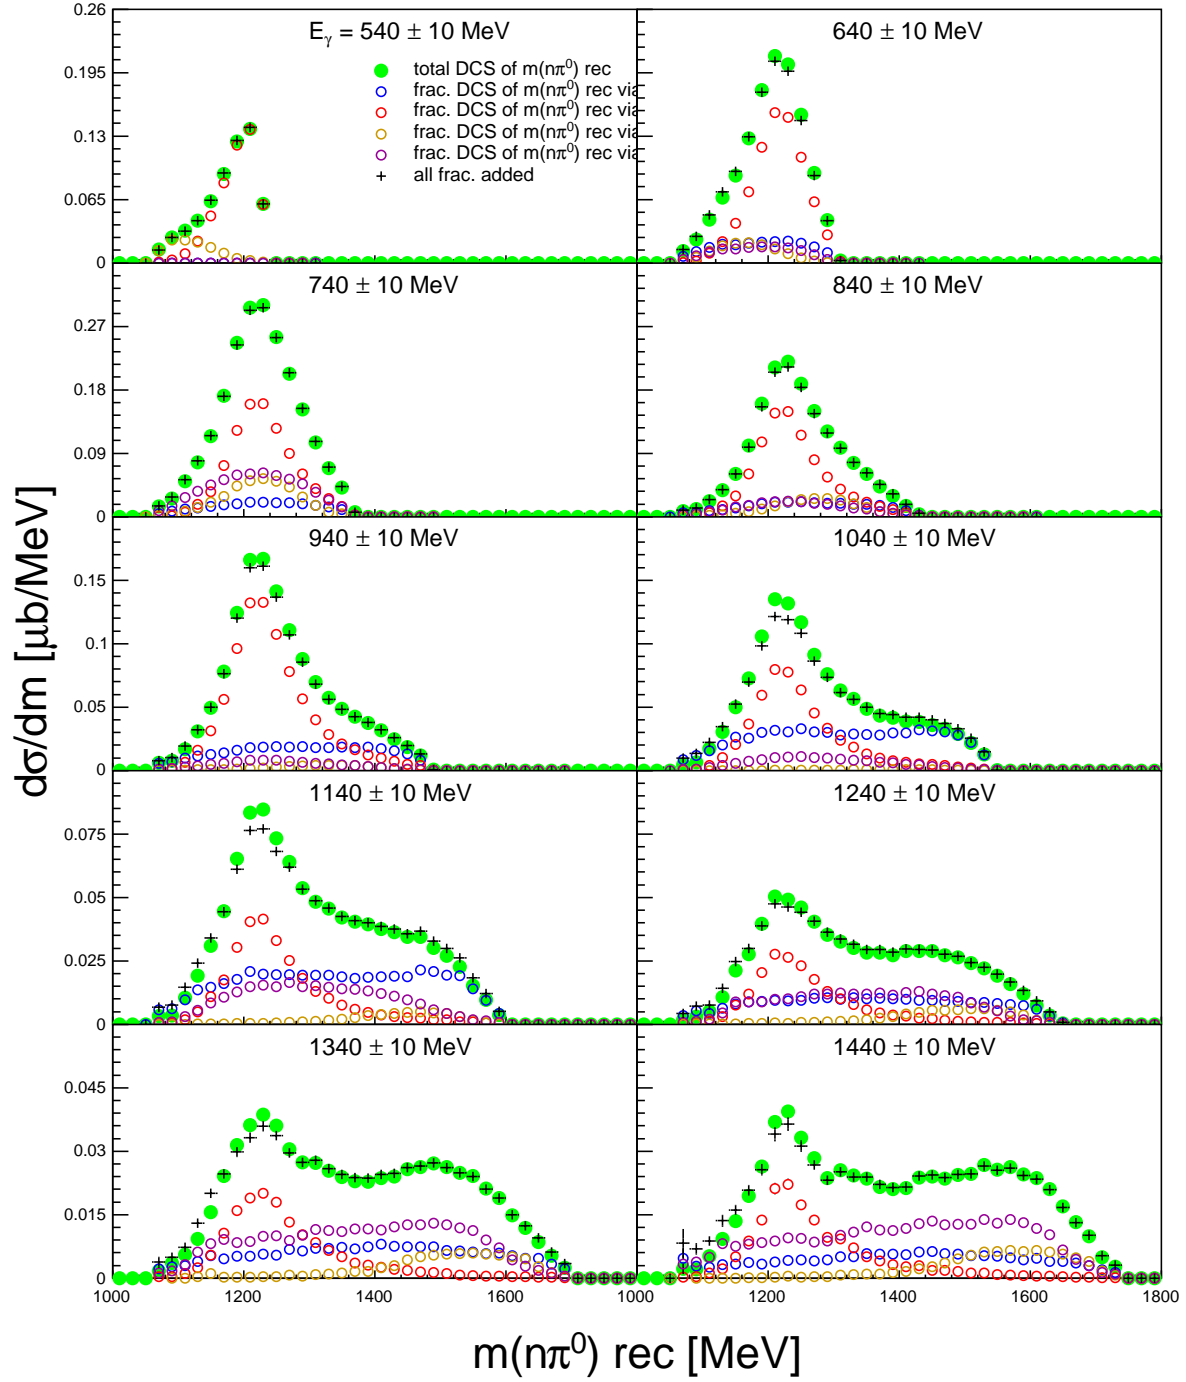 E_γ = 540 ± 10 MeV
total DCS of m(nπ⁰) rec
frac. DCS of m(nπ⁰) rec via
frac. DCS of m(nπ⁰) rec via
frac. DCS of m(nπ⁰) rec via
frac. DCS of m(nπ⁰) rec via
all frac. added
640 ± 10 MeV
0.26
0.195
0.13
0.065
0
740 ± 10 MeV
840 ± 10 MeV
0.27
0.18
0.09
0
940 ± 10 MeV
1040 ± 10 MeV
0.15
0.1
0.05
0
1140 ± 10 MeV
1240 ± 10 MeV
0.075
0.05
0.025
0
1340 ± 10 MeV
1440 ± 10 MeV
0.045
0.03
0.015
0
1000 1200 1400 1600 1000 1200 1400 1600 1800
dσ/dm [μb/MeV]
m(nπ⁰) rec [MeV]